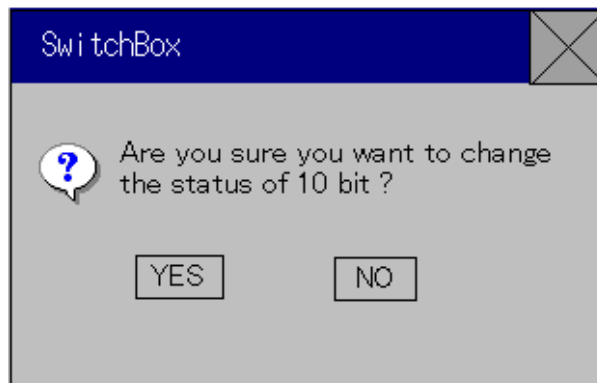 SwitchBox
Are you sure you want to change
the status of 10 bit ?
YES
NO